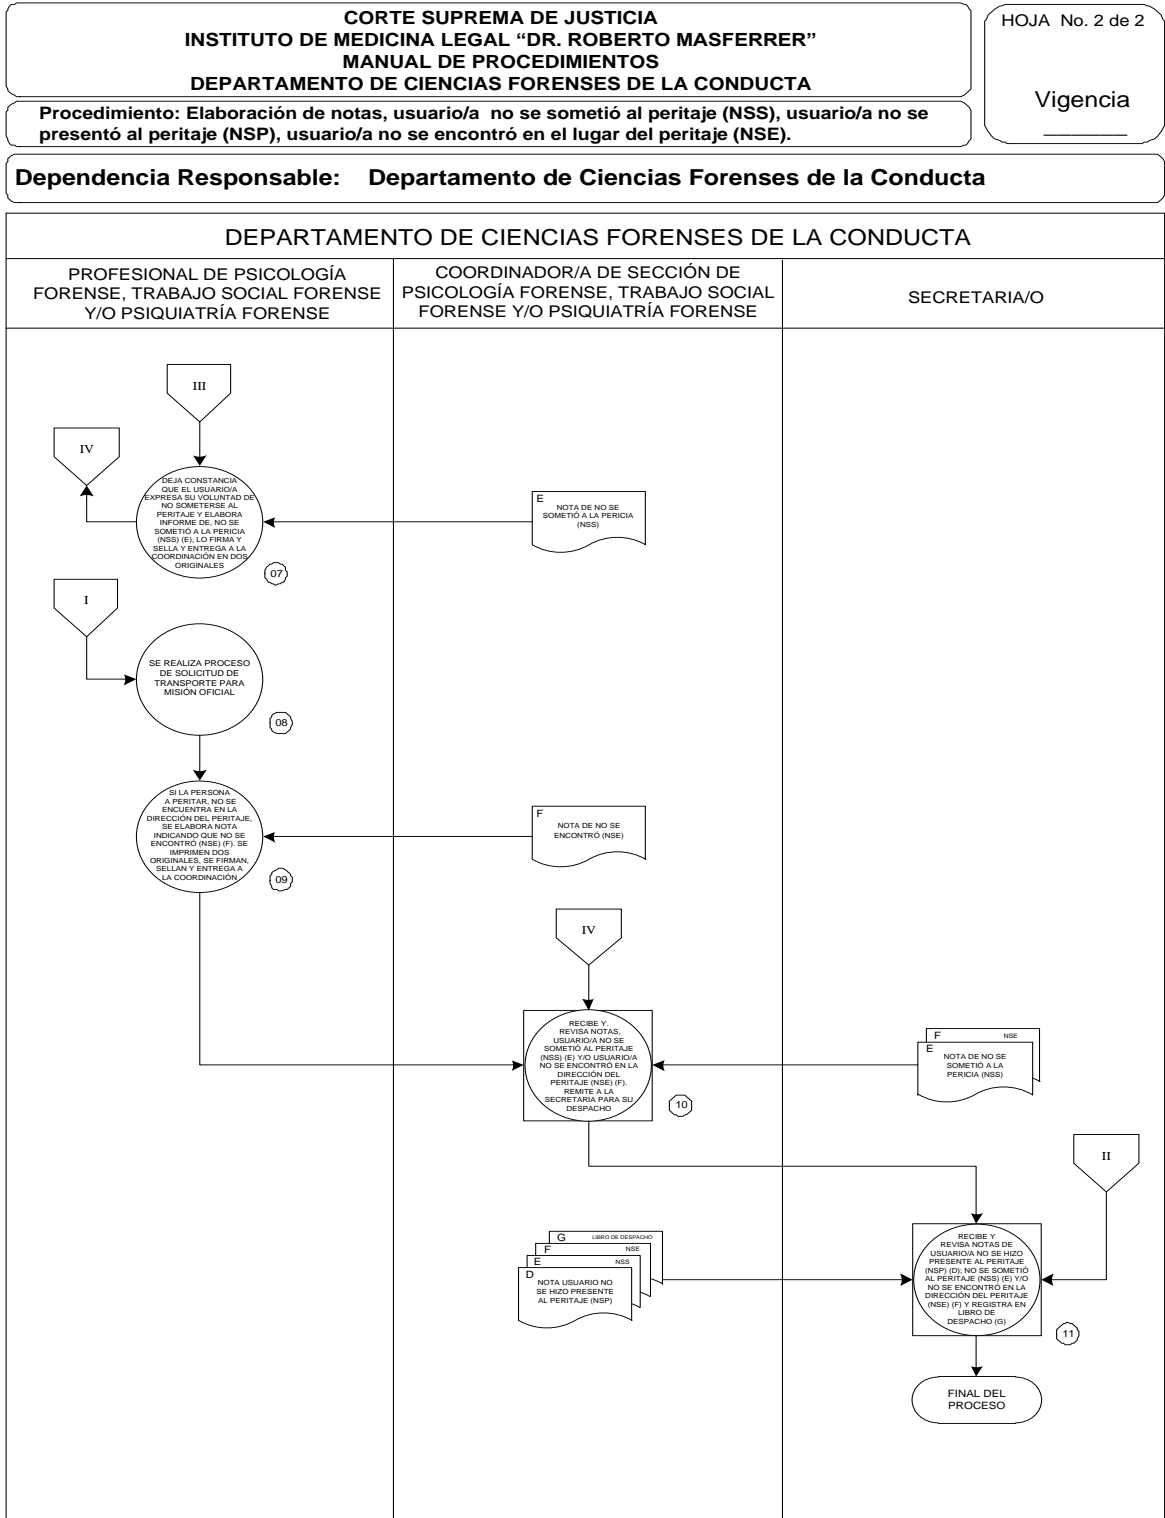 CORTE SUPREMA DE JUSTICIA
INSTITUTO DE MEDICINA LEGAL “DR. ROBERTO MASFERRER”
MANUAL DE PROCEDIMIENTOS
DEPARTAMENTO DE CIENCIAS FORENSES DE LA CONDUCTA
HOJA No. 2 de 2
Vigencia
Procedimiento: Elaboración de notas, usuario/a no se sometió al peritaje (NSS), usuario/a no se
presentó al peritaje (NSP), usuario/a no se encontró en el lugar del peritaje (NSE).
Dependencia Responsable: Departamento de Ciencias Forenses de la Conducta
DEPARTAMENTO DE CIENCIAS FORENSES DE LA CONDUCTA
PROFESIONAL DE PSICOLOGÍA
FORENSE, TRABAJO SOCIAL FORENSE
Y/O PSIQUIATRÍA FORENSE
COORDINADOR/A DE SECCIÓN DE
PSICOLOGÍA FORENSE, TRABAJO SOCIAL
FORENSE Y/O PSIQUIATRÍA FORENSE
SECRETARIA/O
III
IV
DEJA CONSTANCIA
QUE EL USUARIO/A
EXPRESA SU VOLUNTAD DE
NO SOMETERSE AL
PERITAJE Y ELABORA
INFORME DE, NO SE
SOMETIÓ A LA PERICIA
(NSS) (E), LO FIRMA Y
SELLA Y ENTREGA A LA
COORDINACIÓN EN DOS
ORIGINALES
07
E
NOTA DE NO SE
SOMETIÓ A LA PERICIA
(NSS)
I
SE REALIZA PROCESO
DE SOLICITUD DE
TRANSPORTE PARA
MISIÓN OFICIAL
08
SI LA PERSONA
A PERITAR, NO SE
ENCUENTRA EN LA
DIRECCIÓN DEL PERITAJE,
SE ELABORA NOTA
INDICANDO QUE NO SE
ENCONTRÓ (NSE) (F). SE
IMPRIMEN DOS
ORIGINALES, SE FIRMAN,
SELLAN Y ENTREGA A
LA COORDINACIÓN
09
F
NOTA DE NO SE
ENCONTRÓ (NSE)
IV
RECIBE Y.
REVISA NOTAS,
USUARIO/A NO SE
SOMETIÓ AL PERITAJE
(NSS) (E) Y/O USUARIO/A
NO SE ENCONTRÓ EN LA
DIRECCIÓN DEL
PERITAJE (NSE) (F).
REMITE A LA
SECRETARIA PARA SU
DESPACHO
10
F NSE
E
NOTA DE NO SE
SOMETIÓ A LA
PERICIA (NSS)
II
G LIBRO DE DESPACHO
F NSE
E NSS
D
NOTA USUARIO NO
SE HIZO PRESENTE
AL PERITAJE (NSP)
RECIBE Y
REVISA NOTAS DE
USUARIO/A NO SE HIZO
PRESENTE AL PERITAJE
(NSP) (D); NO SE SOMETIÓ
AL PERITAJE (NSS) (E) Y/O
NO SE ENCONTRÓ EN LA
DIRECCIÓN DEL PERITAJE
(NSE) (F) Y REGISTRA EN
LIBRO DE
DESPACHO (G)
11
FINAL DEL
PROCESO